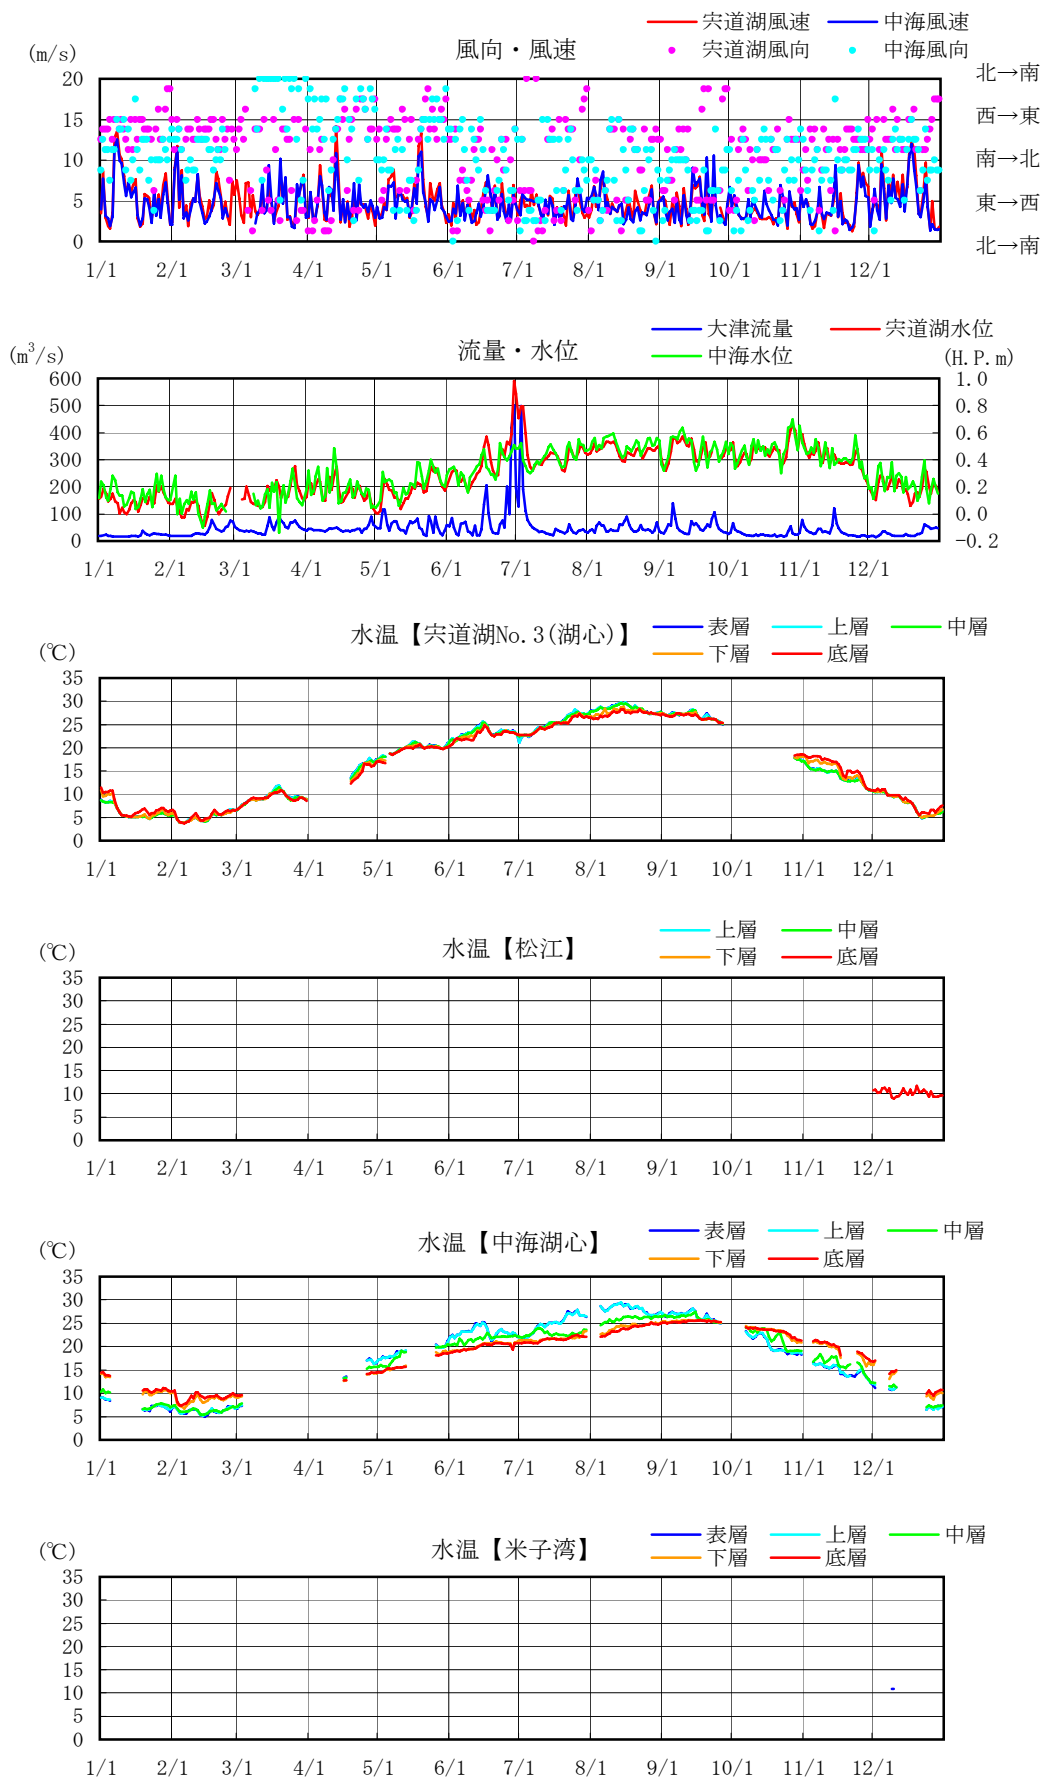 宍道湖風速 中海風速
(m/s) 風向・風速 宍道湖風向 中海風向
20 北→南
15 西→東
10 南→北
5 東→西
0 北→南
1/1 2/1 3/1 4/1 5/1 6/1 7/1 8/1 9/1 10/1 11/1 12/1
大津流量 宍道湖水位
(m³/s) 流量・水位 中海水位 (H.P.m)
600 1.0
500 0.8
400 0.6
300 0.4
200 0.2
100 0.0
0 -0.2
1/1 2/1 3/1 4/1 5/1 6/1 7/1 8/1 9/1 10/1 11/1 12/1
水温【宍道湖No.3(湖心)】 表層 上層 中層
(℃) 下層 底層
35
30
25
20
15
10
5
0
1/1 2/1 3/1 4/1 5/1 6/1 7/1 8/1 9/1 10/1 11/1 12/1
上層 中層
(℃) 水温【松江】 下層 底層
35
30
25
20
15
10
5
0
1/1 2/1 3/1 4/1 5/1 6/1 7/1 8/1 9/1 10/1 11/1 12/1
表層 上層 中層
(℃) 水温【中海湖心】 下層 底層
35
30
25
20
15
10
5
0
1/1 2/1 3/1 4/1 5/1 6/1 7/1 8/1 9/1 10/1 11/1 12/1
表層 上層 中層
(℃) 水温【米子湾】 下層 底層
35
30
25
20
15
10
5
0
1/1 2/1 3/1 4/1 5/1 6/1 7/1 8/1 9/1 10/1 11/1 12/1